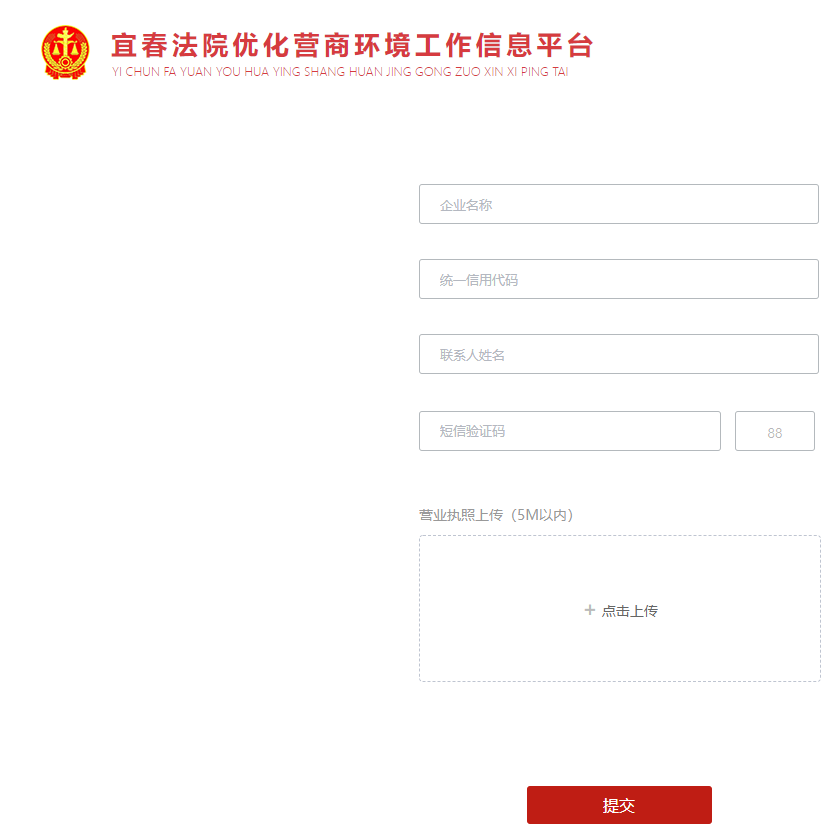 宜春法院优化营商环境工作信息平台
YI CHUN FA YUAN YOU HUA YING SHANG HUAN JING GONG ZUO XIN XI PING TAI
企业名称
统一信用代码
联系人姓名
短信验证码 88
营业执照上传（5M以内）
+ 点击上传
提交